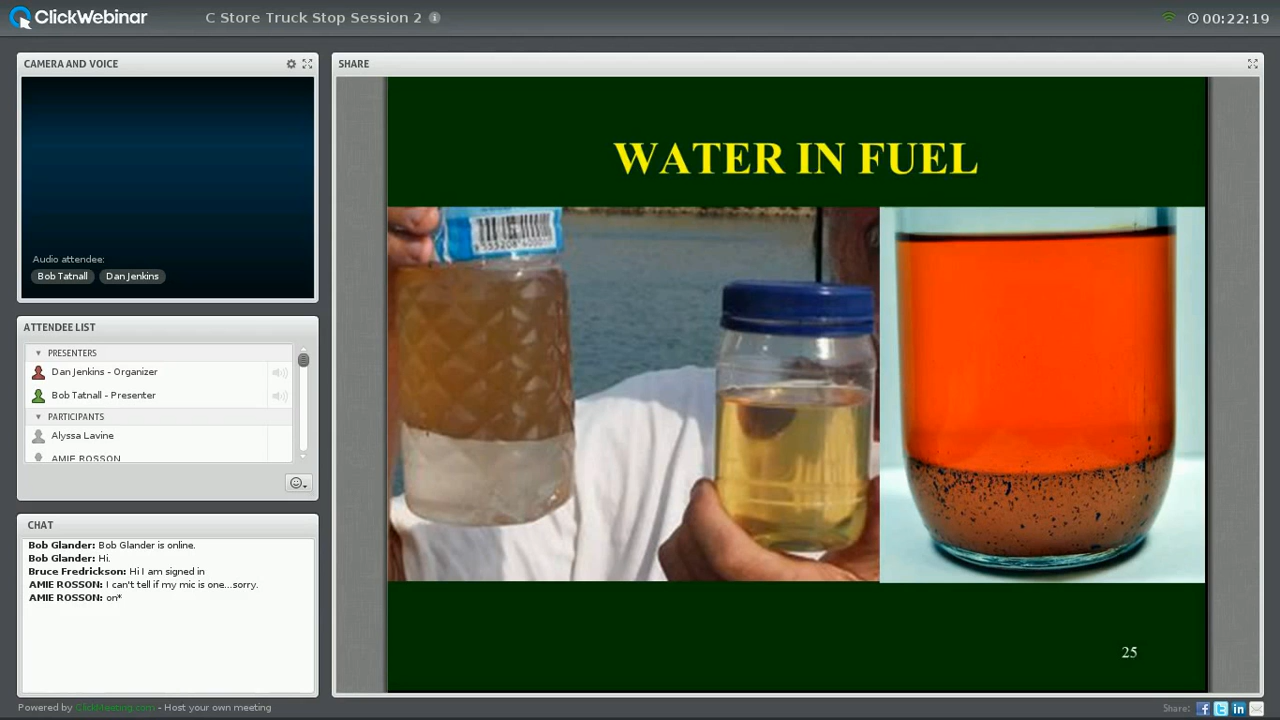 ClickWebinar
C Store Truck Stop Session 2
00:22:19
CAMERA AND VOICE
Audio attendee:
Bob Tatnall Dan Jenkins
ATTENDEE LIST
PRESENTERS
Dan Jenkins - Organizer
Bob Tatnall - Presenter
PARTICIPANTS
Alyssa Lavine
AMIE ROSSON
CHAT
Bob Glander: Bob Glander is online.
Bob Glander: Hi.
Bruce Fredrickson: Hi I am signed in
AMIE ROSSON: I can't tell if my mic is one...sorry.
AMIE ROSSON: on*
SHARE
WATER IN FUEL
25
Powered by ClickMeeting.com - Host your own meeting
Share: